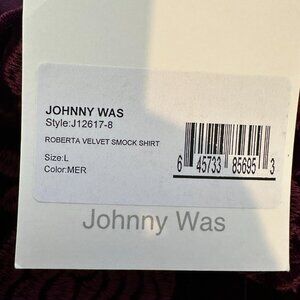 JOHNNY WAS
Style:J12617-8
ROBERTA VELVET SMOCK SHIRT
Size:L
Color:MER
6 45733 85695 3
Johnny Was